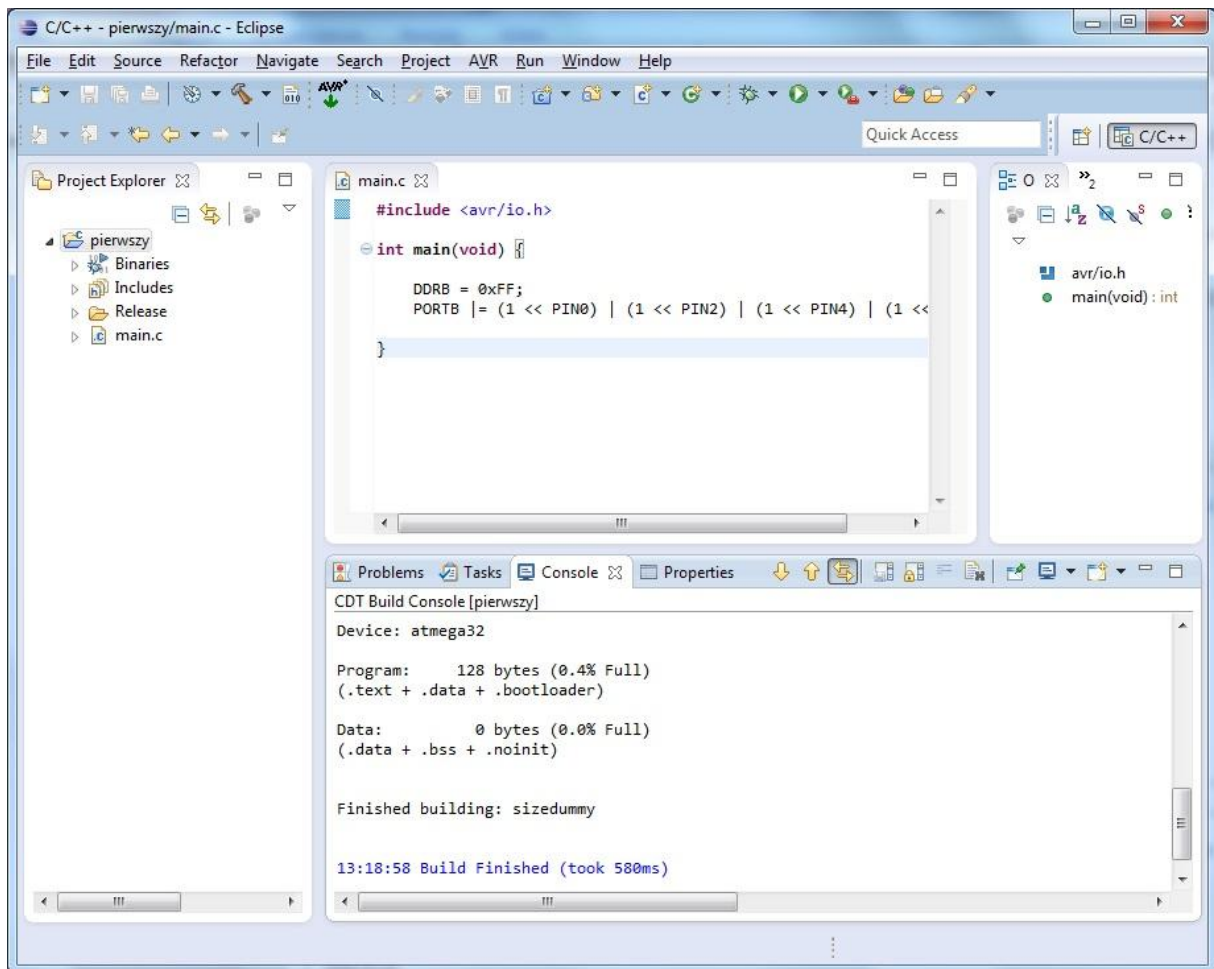 C/C++ - pierwszy/main.c - Eclipse
File Edit Source Refactor Navigate Search Project AVR Run Window Help
Quick Access
C/C++
Project Explorer
pierwszy
Binaries
Includes
Release
main.c
main.c
#include <avr/io.h>
int main(void) {
DDRB = 0xFF;
PORTB |= (1 << PIN0) | (1 << PIN2) | (1 << PIN4) | (1 <<
}
O
»2
avr/io.h
main(void) : int
Problems Tasks Console Properties
CDT Build Console [pierwszy]
Device: atmega32
Program: 128 bytes (0.4% Full)
(.text + .data + .bootloader)
Data: 0 bytes (0.0% Full)
(.data + .bss + .noinit)
Finished building: sizedummy
13:18:58 Build Finished (took 580ms)